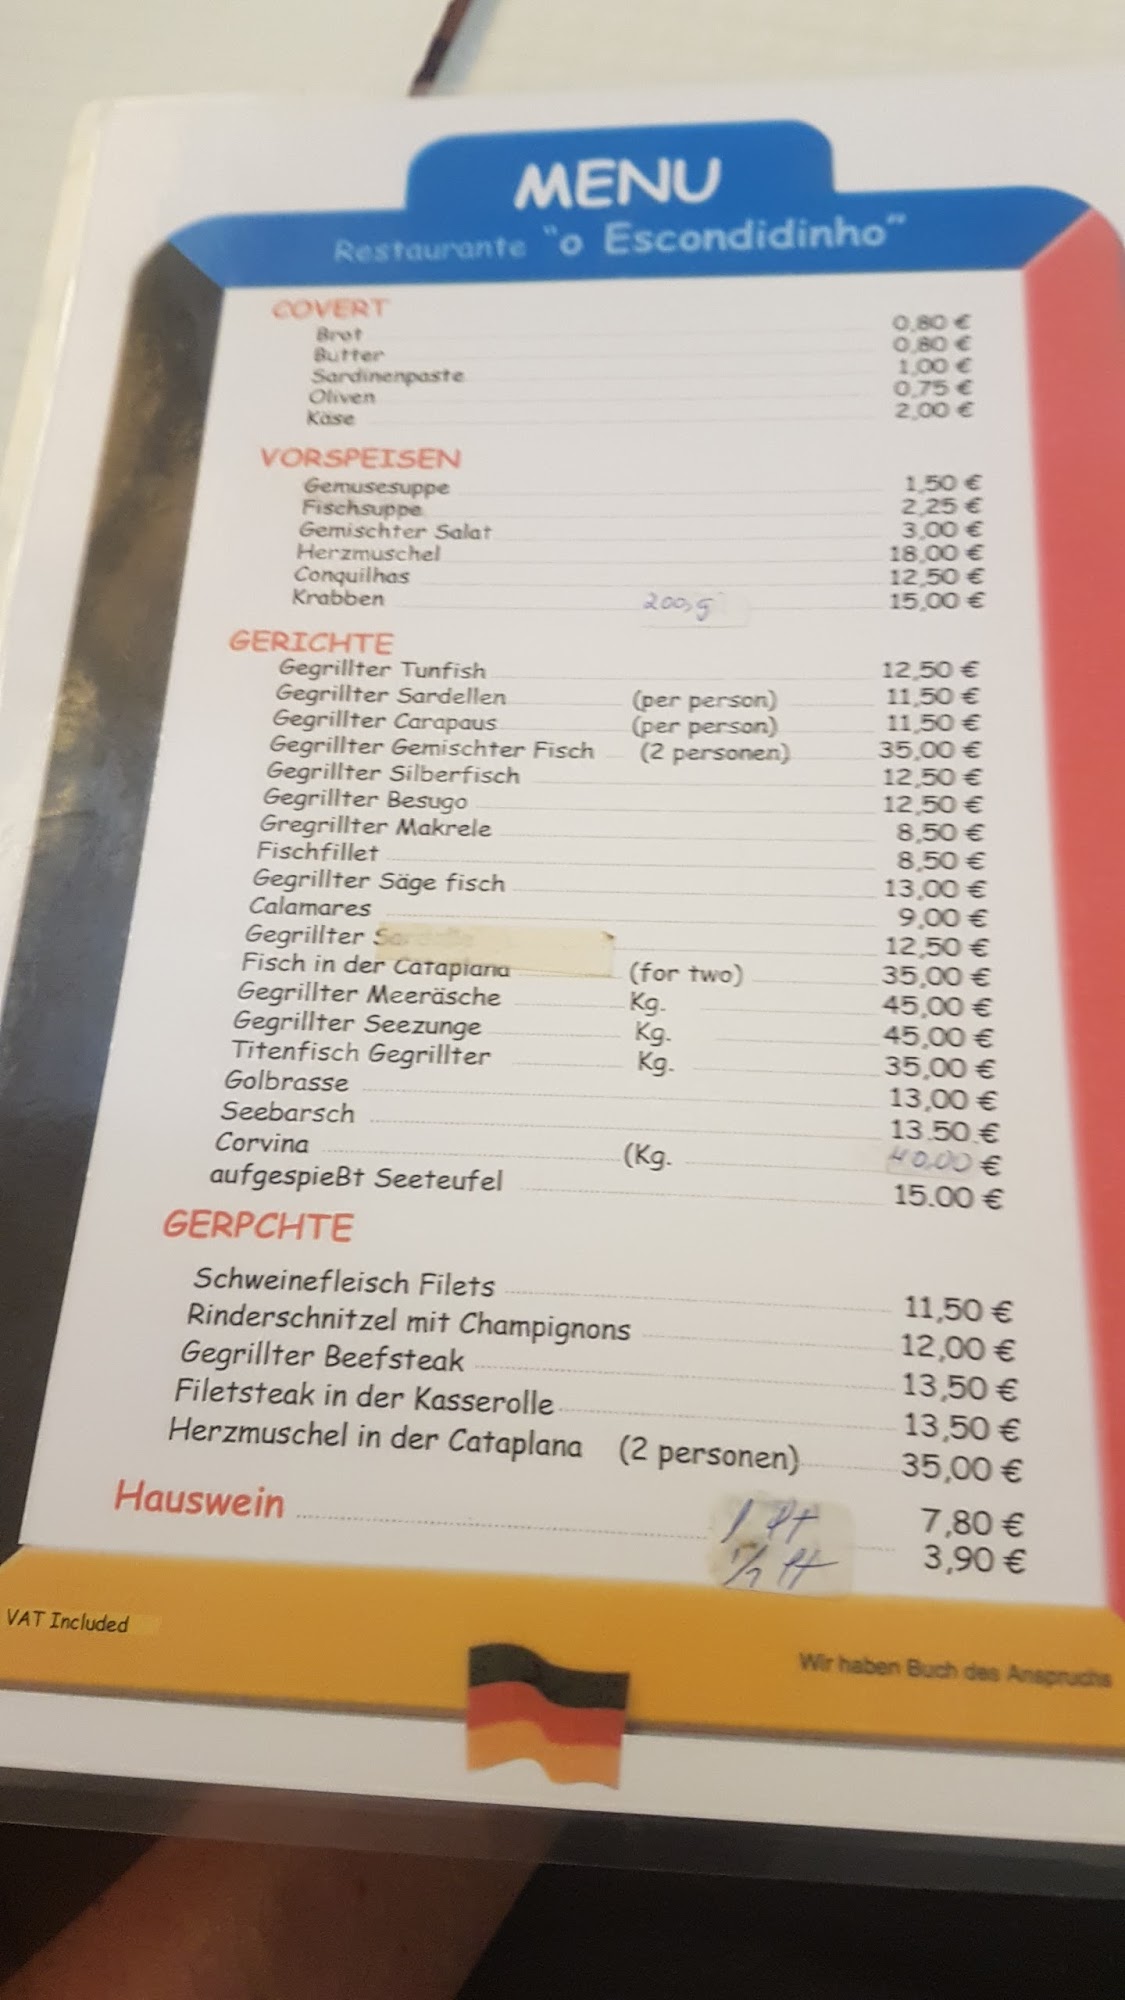 MENU
Restaurante "o Escondidinho"
COVERT
Brot 0,80 €
Butter 0,80 €
Sardinenpaste 1,00 €
Oliven 0,75 €
Käse 2,00 €
VORSPEISEN
Gemusesuppe 1,50 €
Fischsuppe 2,25 €
Gemischter Salat 3,00 €
Herzmuschel 18,00 €
Conquilhas 12,50 €
Krabben 200,g 15,00 €
GERICHTE
Gegrillter Tunfish 12,50 €
Gegrillter Sardellen (per person) 11,50 €
Gegrillter Carapaus (per person) 11,50 €
Gegrillter Gemischter Fisch (2 personen) 35,00 €
Gegrillter Silberfisch 12,50 €
Gegrillter Besugo 12,50 €
Gregrillter Makrele 8,50 €
Fischfillet 8,50 €
Gegrillter Säge fisch 13,00 €
Calamares 9,00 €
Gegrillter 12,50 €
Fisch in der Cataplana (for two) 35,00 €
Gegrillter Meeräsche Kg. 45,00 €
Gegrillter Seezunge Kg. 45,00 €
Titenfisch Gegrillter Kg. 35,00 €
Golbrasse 13,00 €
Seebarsch 13.50.€
Corvina (Kg. 40,00 €
aufgespieBt Seeteufel 15.00 €
GERPCHTE
Schweinefleisch Filets 11,50 €
Rinderschnitzel mit Champignons 12,00 €
Gegrillter Beefsteak 13,50 €
Filetsteak in der Kasserolle 13,50 €
Herzmuschel in der Cataplana (2 personen) 35,00 €
Hauswein 1 lt 7,80 €
1/2 lt 3,90 €
VAT Included
Wir haben Buch des Anspruchs